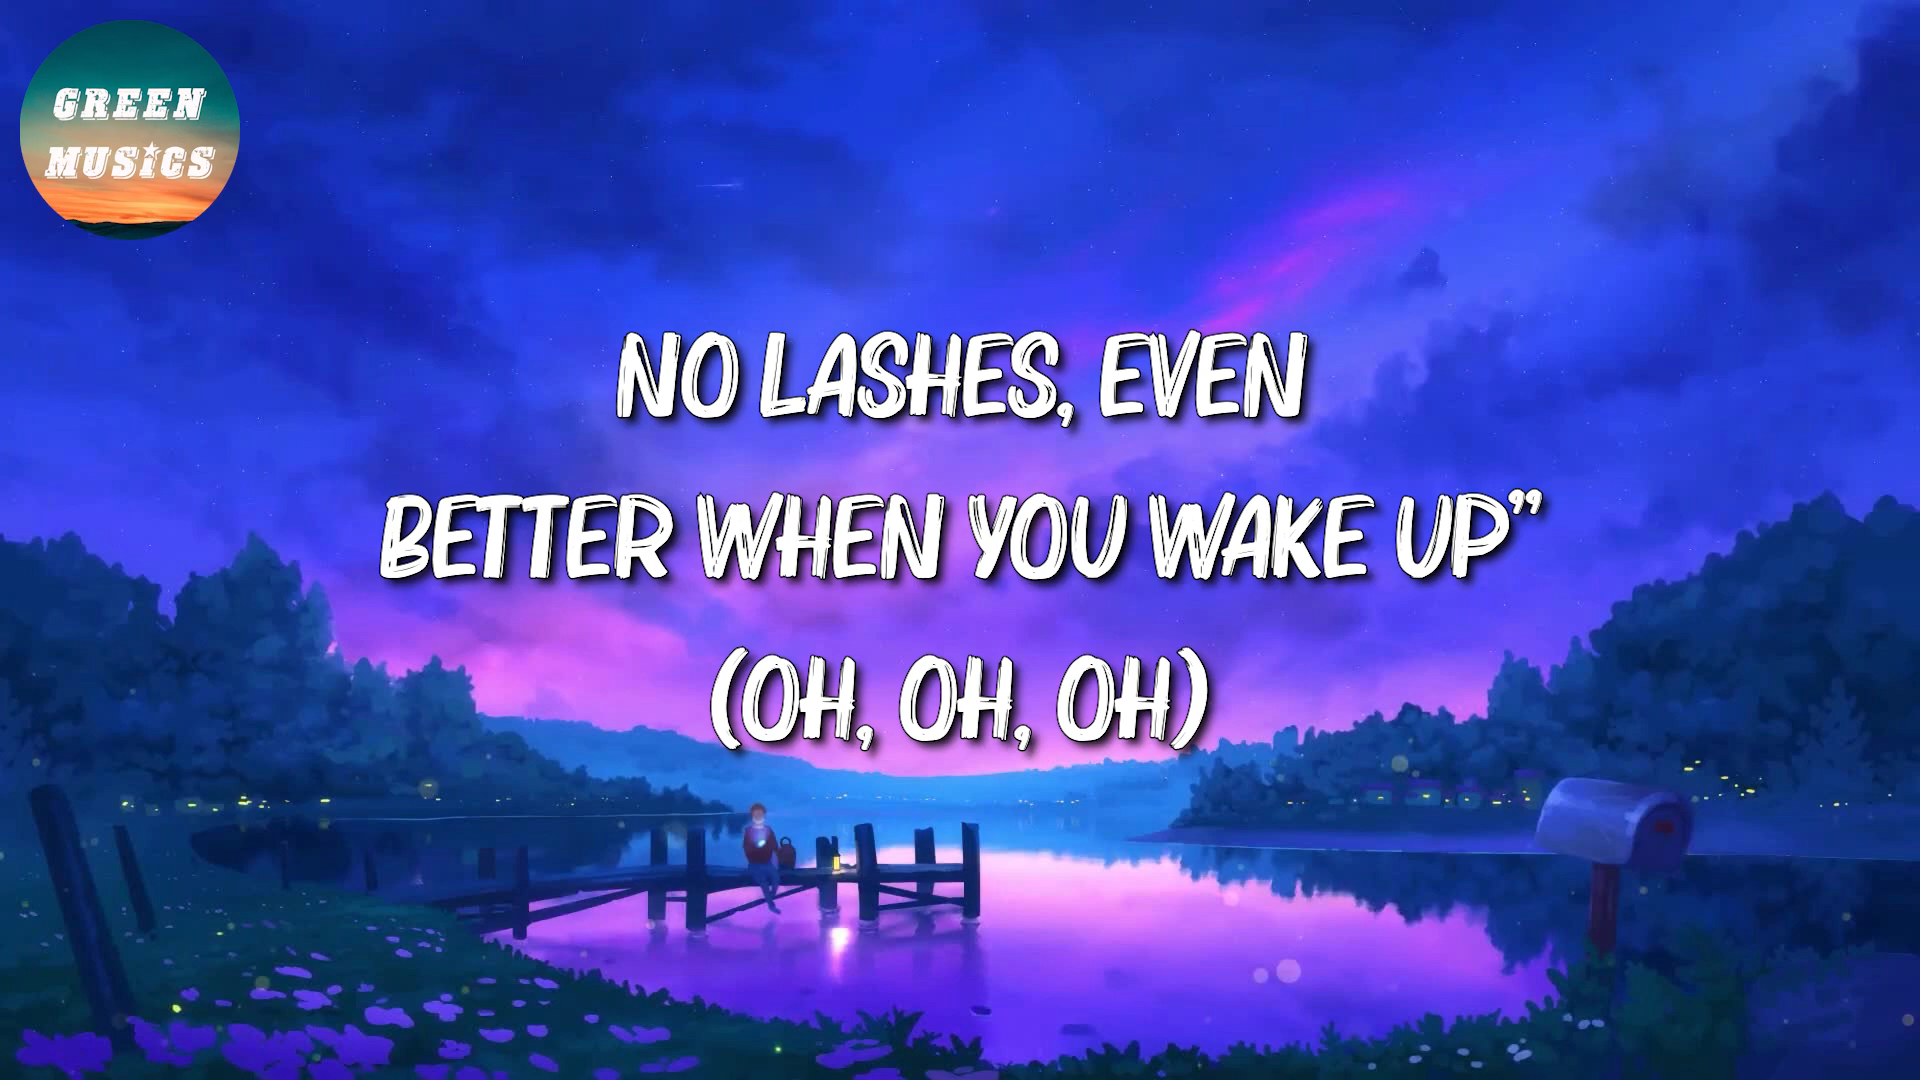 GREEN
MUSICS
NO LASHES, EVEN
BETTER WHEN YOU WAKE UP”
(OH, OH, OH)